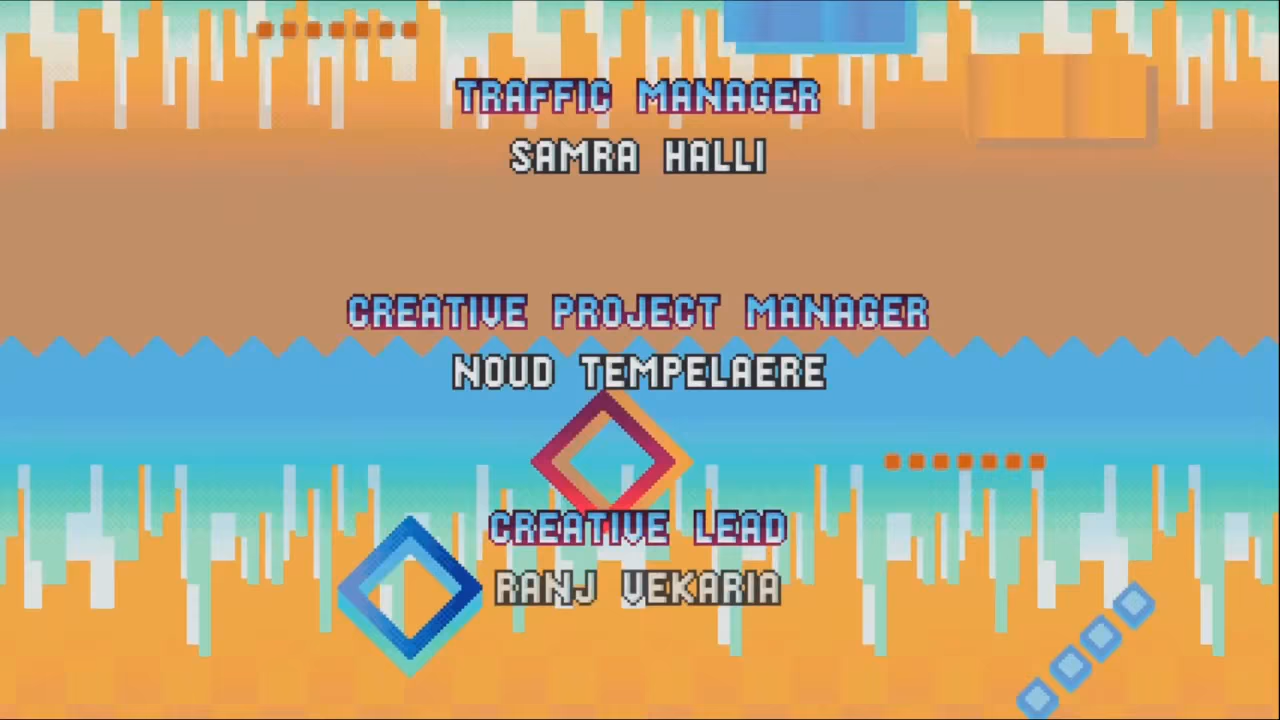 TRAFFIC MANAGER
SAMRA HALLI
CREATIVE PROJECT MANAGER
NOUD TEMPELAERE
CREATIVE LEAD
RANJ VEKARIA